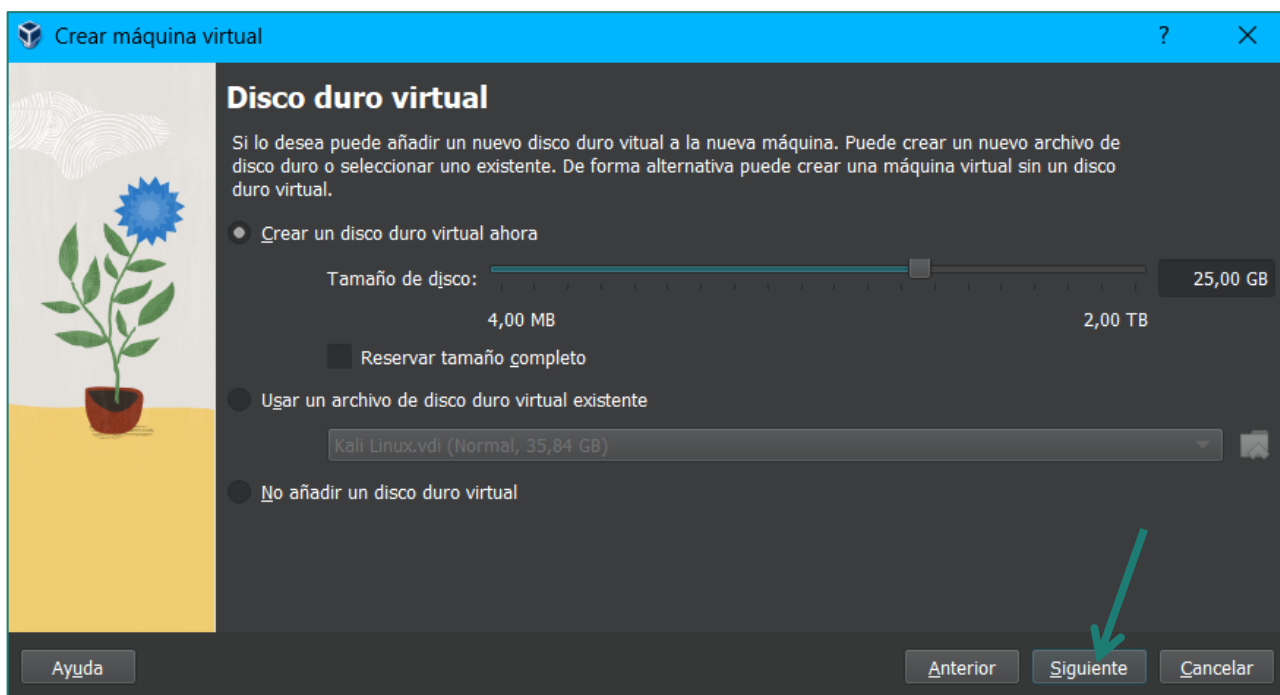 Crear máquina virtual
?
Disco duro virtual
Si lo desea puede añadir un nuevo disco duro vitual a la nueva máquina. Puede crear un nuevo archivo de
disco duro o seleccionar uno existente. De forma alternativa puede crear una máquina virtual sin un disco
duro virtual.
Crear un disco duro virtual ahora
Tamaño de disco:
25,00 GB
4,00 MB
2,00 TB
Reservar tamaño completo
Usar un archivo de disco duro virtual existente
Kali Linux.vdi (Normal, 35,84 GB)
No añadir un disco duro virtual
Ayuda
Anterior
Siguiente
Cancelar